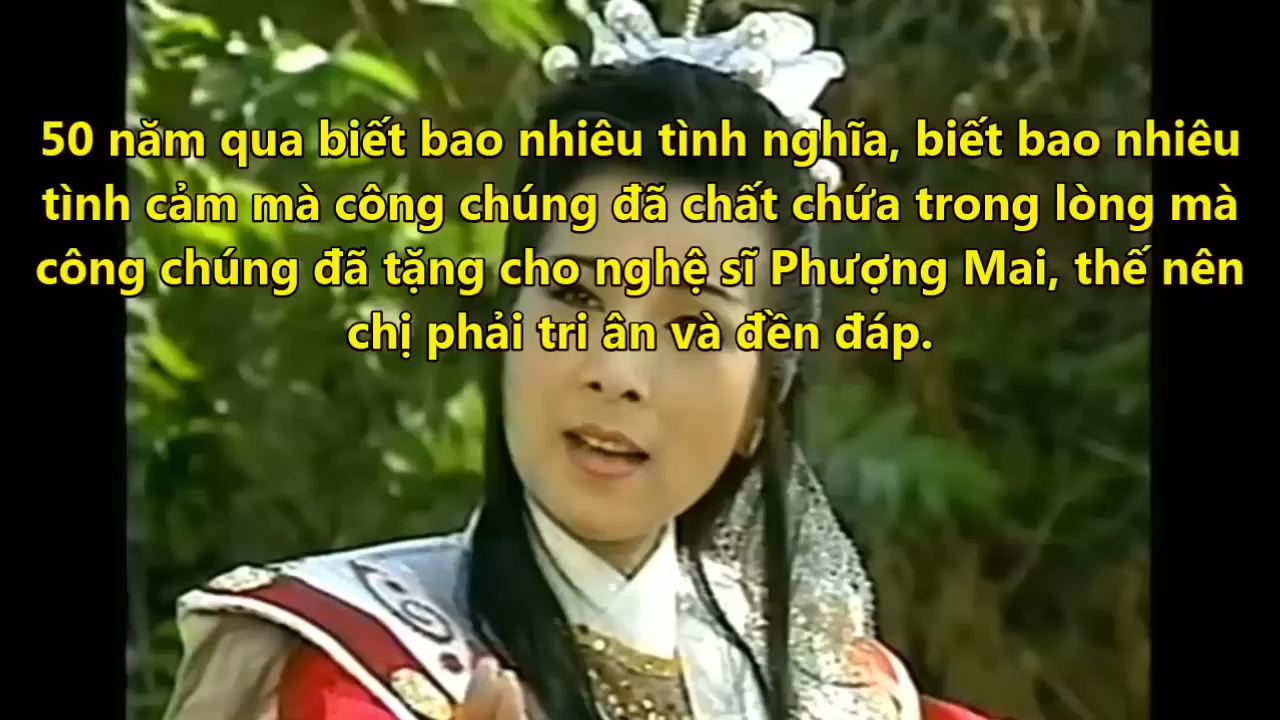 50 năm qua biết bao nhiêu tình nghĩa, biết bao nhiêu
tình cảm mà công chúng đã chất chứa trong lòng mà
công chúng đã tặng cho nghệ sĩ Phượng Mai, thế nên
chị phải tri ân và đền đáp.